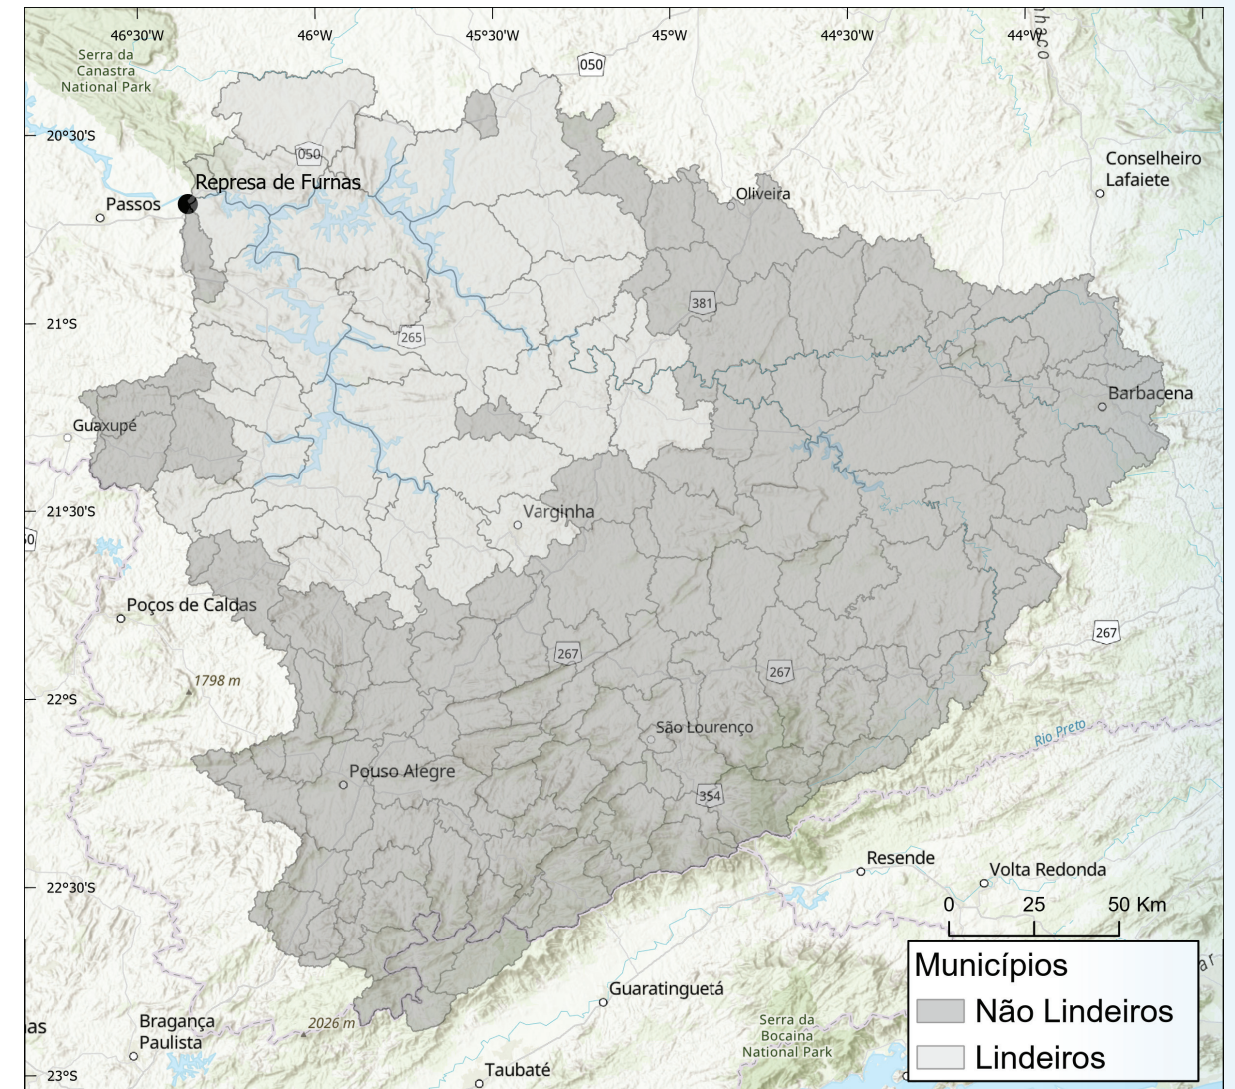 46°30'W
46°W
45°30'W
45°W
44°30'W
44°W
nhaco
Serra da
Canastra
National Park
050
20°30'S
050
Conselheiro
Lafaiete
Represa de Furnas
Passos
Oliveira
381
21°S
265
Barbacena
Guaxupé
21°30'S
Varginha
Poços de Caldas
267
267
267
1798 m
22°S
São Lourenço
Rio Preto
Pouso Alegre
354
Resende
Volta Redonda
22°30'S
0 25 50 Km
Municípios
Não Lindeiros
Lindeiros
ar
Guaratinguetá
2026 m
Serra da
Bocaina
National Park
as
Bragança
Paulista
Taubaté
23°S